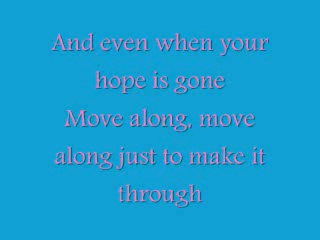 And even when your
hope is gone
Move along, move
along just to make it
through